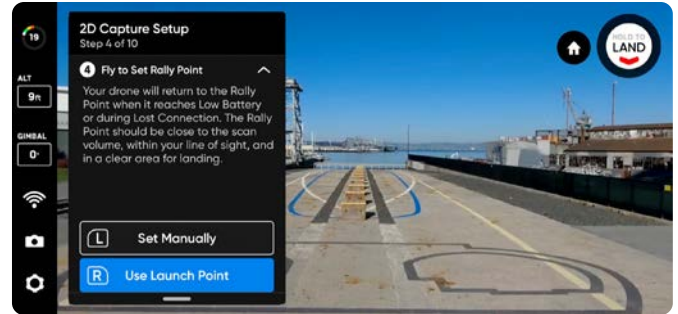 19
ALT
9ft
GIMBAL
0°
2D Capture Setup
Step 4 of 10
4 Fly to Set Rally Point
Your drone will return to the Rally
Point when it reaches Low Battery
or during Lost Connection. The Rally
Point should be close to the scan
volume, within your line of sight, and
in a clear area for landing.
L Set Manually
R Use Launch Point
HOLD TO
LAND